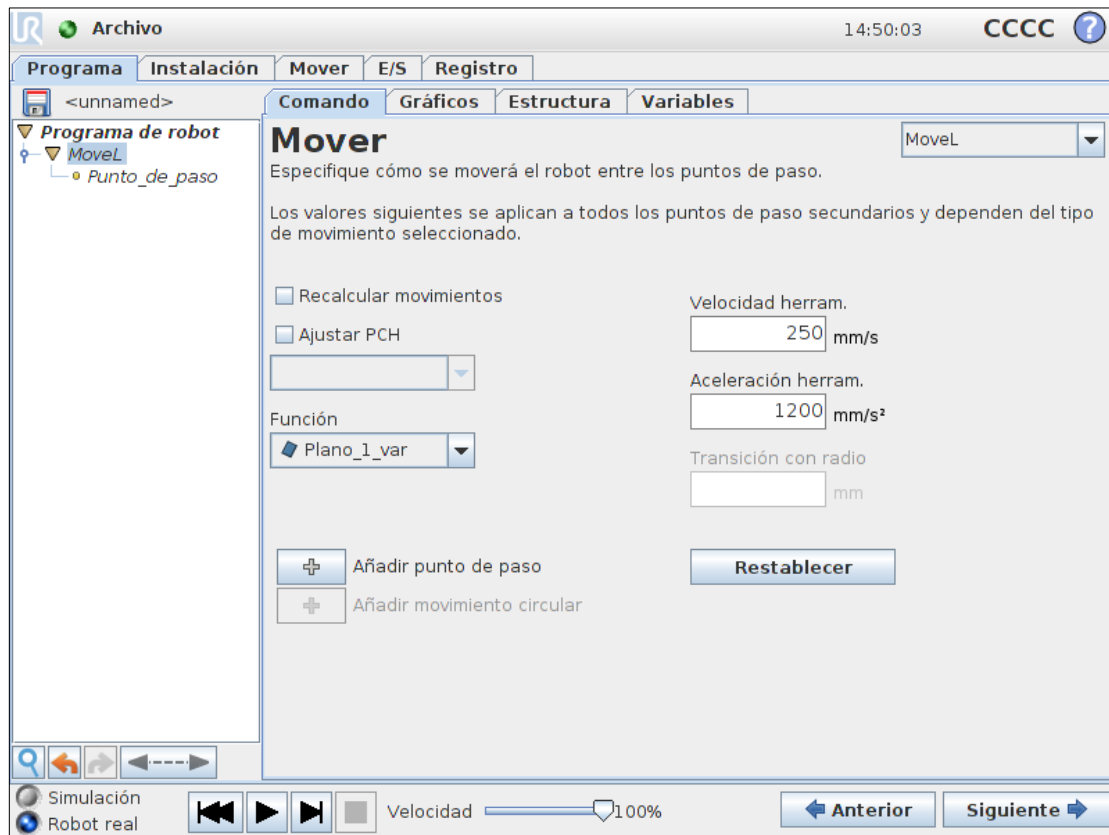 UR Archivo 14:50:03 CCCC ?
Programa Instalación Mover E/S Registro
<unnamed>
Comando Gráficos Estructura Variables
Programa de robot
MoveL
Punto_de_paso
Mover
MoveL
Especifique cómo se moverá el robot entre los puntos de paso.
Los valores siguientes se aplican a todos los puntos de paso secundarios y dependen del tipo
de movimiento seleccionado.
Recalcular movimientos
Ajustar PCH
Función
Plano_1_var
Velocidad herram.
250 mm/s
Aceleración herram.
1200 mm/s²
Transición con radio
mm
Añadir punto de paso
Añadir movimiento circular
Restablecer
Simulación
Robot real
Velocidad 100%
Anterior
Siguiente